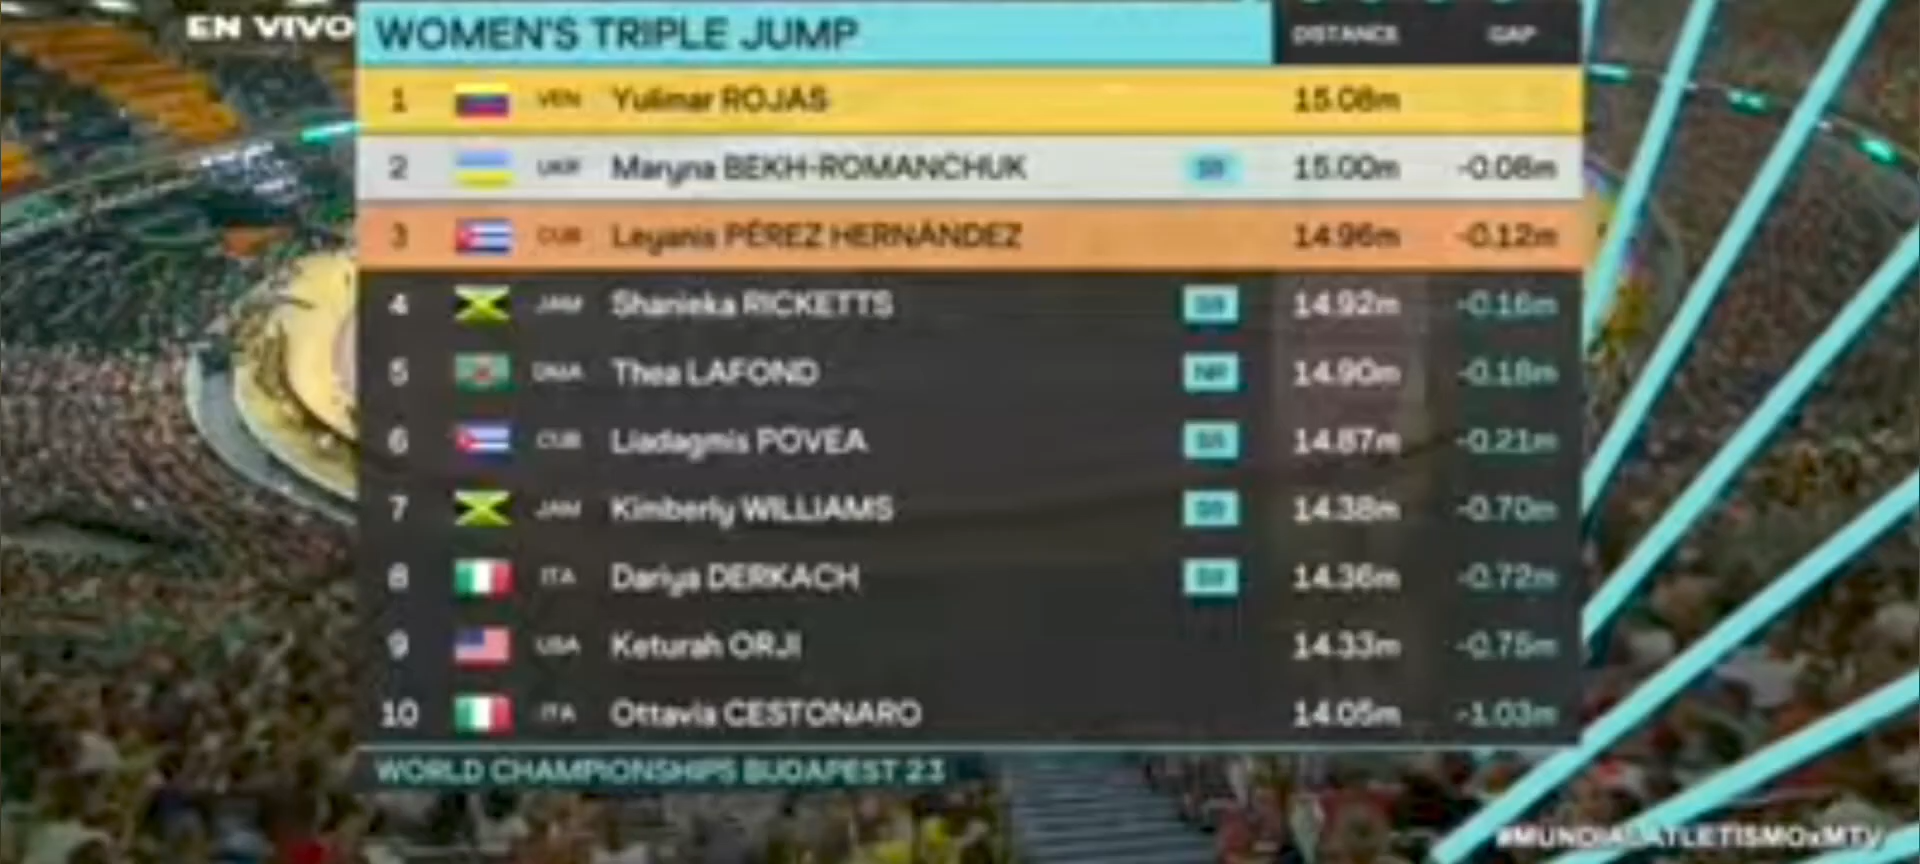 EN VIVO
WOMEN'S TRIPLE JUMP DISTANCE GAP
1 VEN Yulimar ROJAS 15.08m
2 UKR Maryna BEKH-ROMANCHUK SB 15.00m -0.08m
3 CUB Leyanis PÉREZ HERNÁNDEZ 14.96m -0.12m
4 JAM Shanieka RICKETTS 14.92m -0.16m
5 DMA Thea LAFOND NR 14.90m -0.18m
6 CUB Liadagmis POVEA 14.87m -0.21m
7 JAM Kimberly WILLIAMS 14.38m -0.70m
8 ITA Dariya DERKACH 14.36m -0.72m
9 USA Keturah ORJI 14.33m -0.75m
10 ITA Ottavia CESTONARO 14.05m -1.03m
WORLD CHAMPIONSHIPS BUDAPEST 23
#MUNDIALATLETISMOxMTV